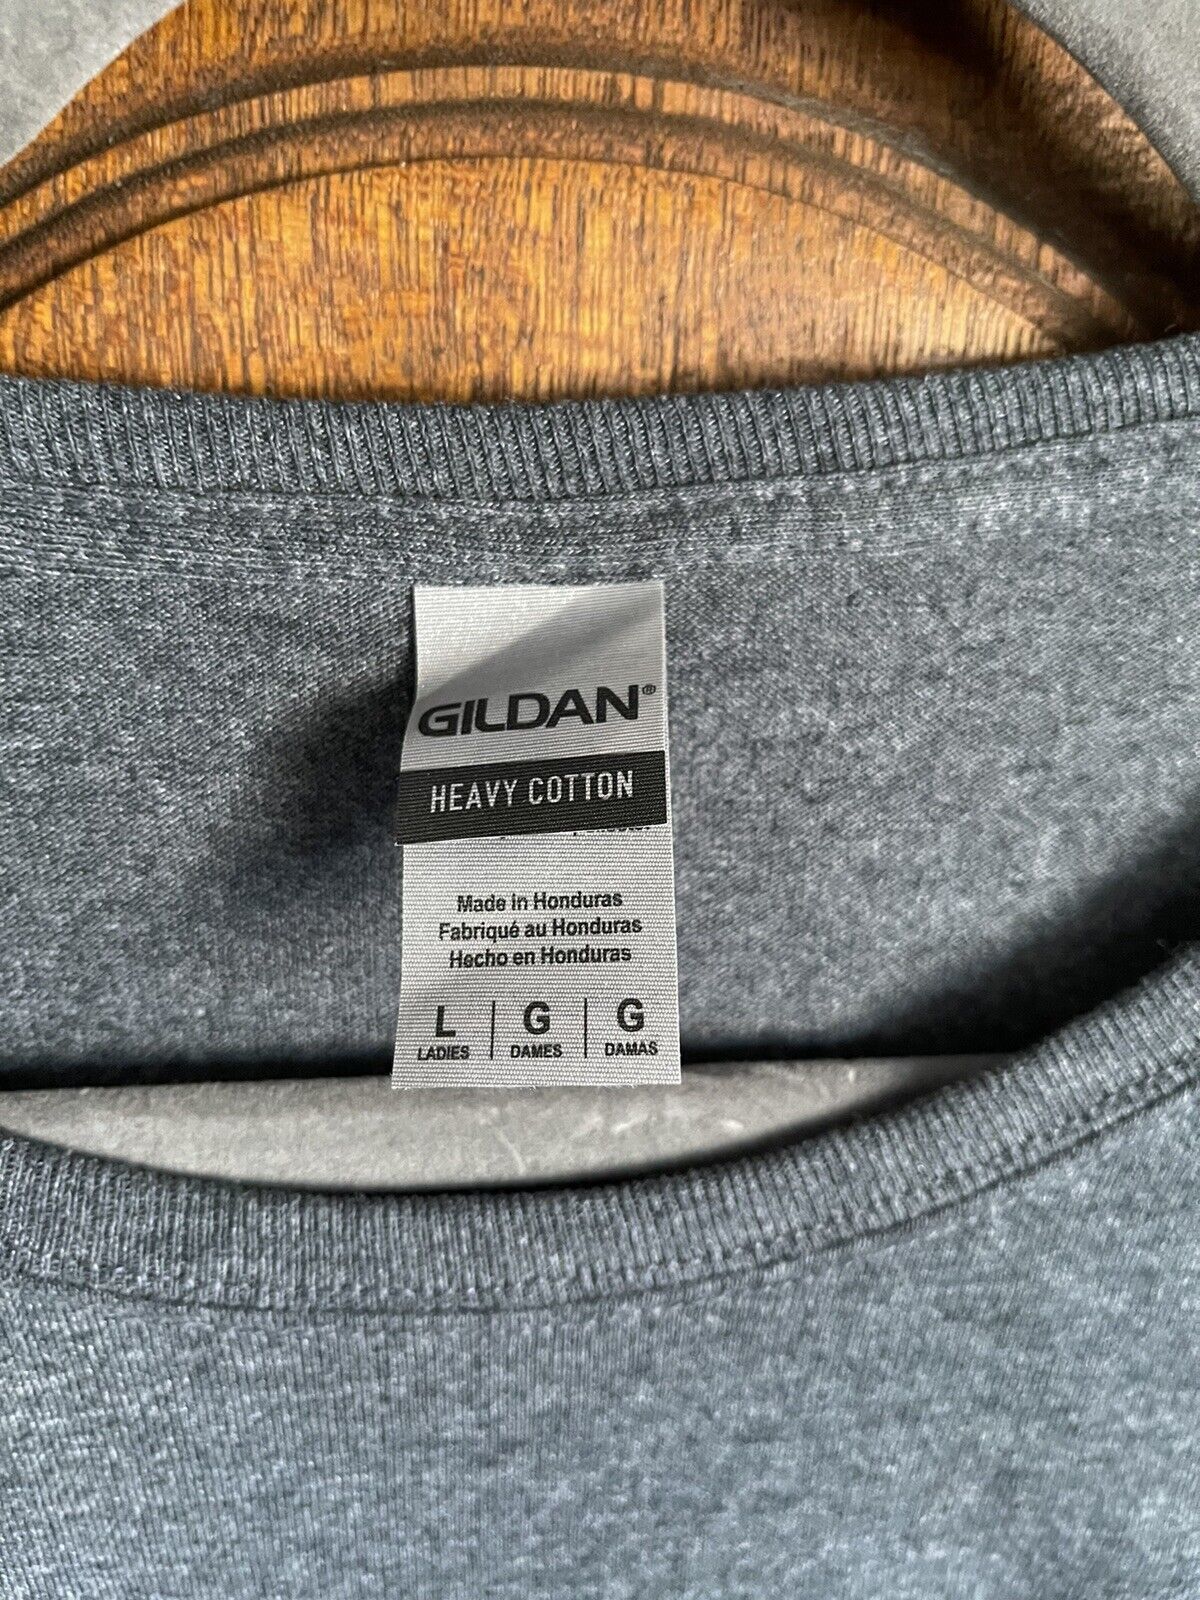 GILDAN®
HEAVY COTTON
Made in Honduras
Fabriqué au Honduras
Hecho en Honduras
L | G | G
LADIES | DAMES | DAMAS